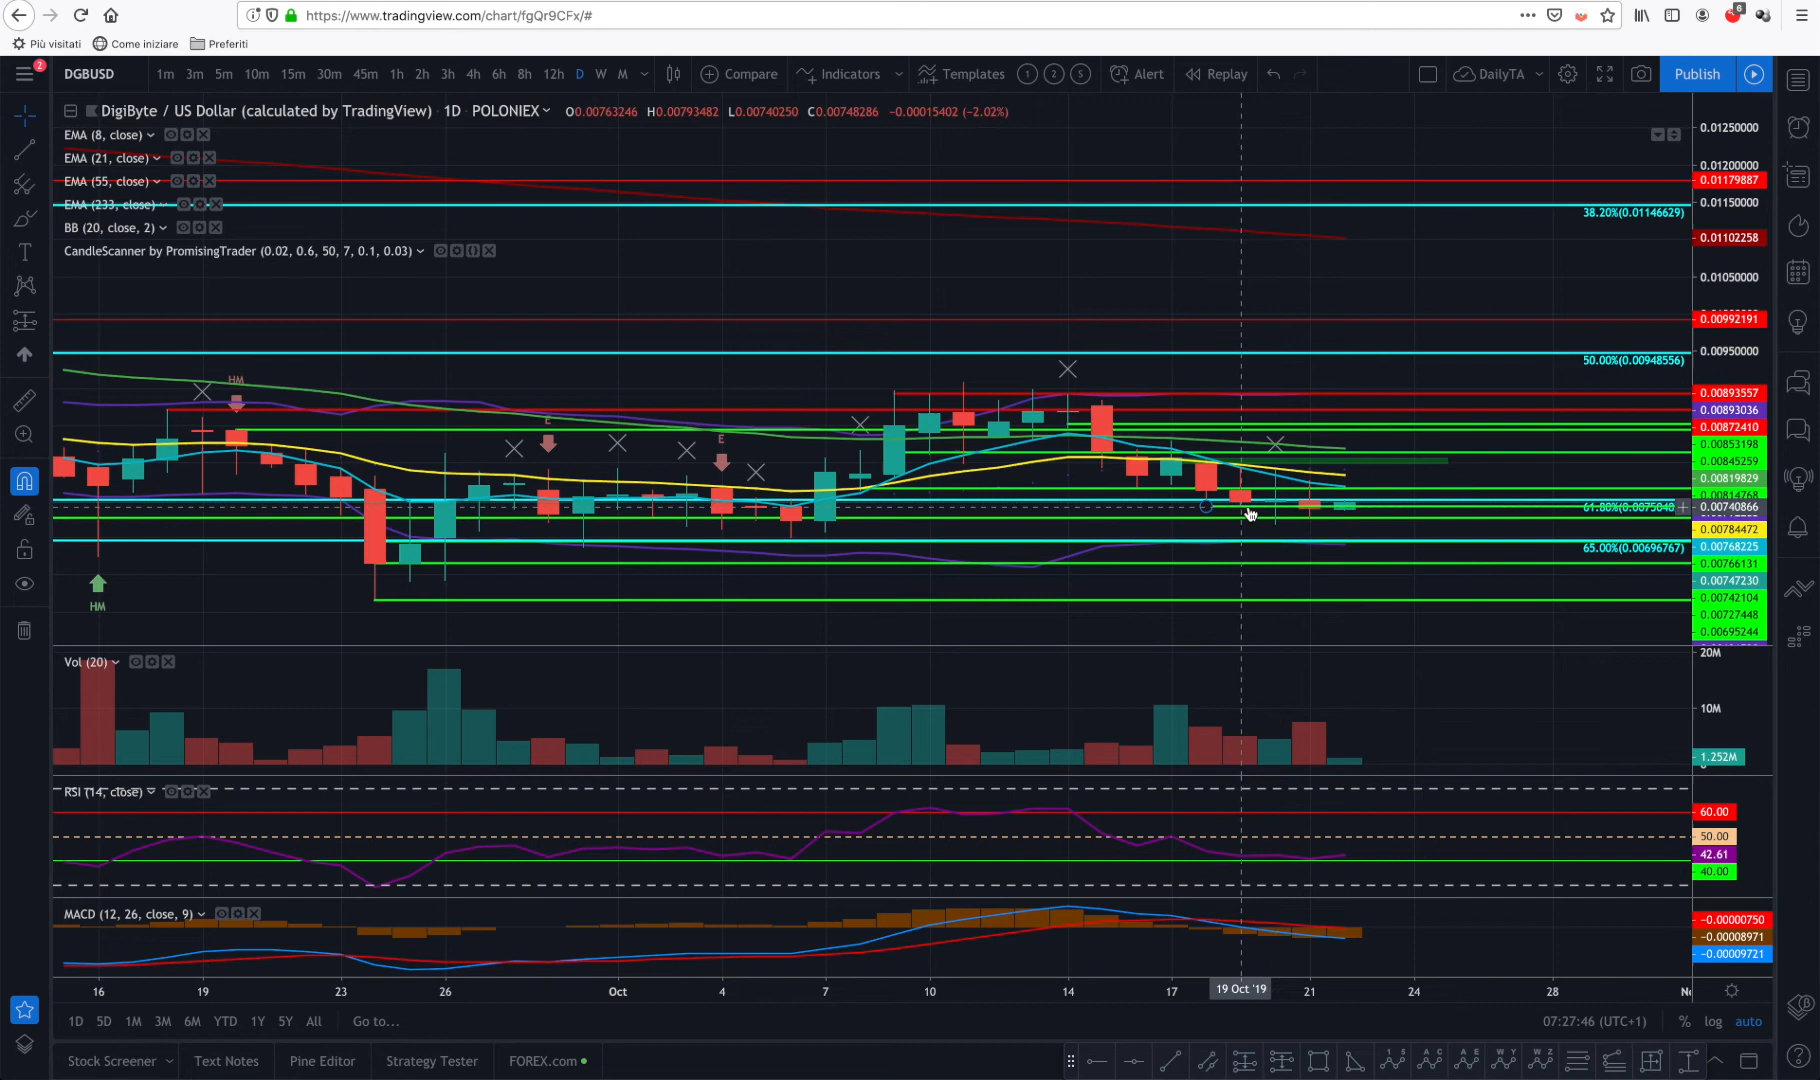 https://www.tradingview.com/chart/fgQr9CFx/#
6
Più visitati Come iniziare Preferiti
2
DGBUSD 1m 3m 5m 10m 15m 30m 45m 1h 2h 3h 4h 6h 8h 12h D W M Compare Indicators Templates 1 2 S Alert Replay DailyTA Publish
DigiByte / US Dollar (calculated by TradingView) 1D POLONIEX O0.00763246 H0.00793482 L0.00740250 C0.00748286 −0.00015402 (−2.02%)
EMA (8, close)
EMA (21, close)
EMA (55, close)
EMA (233, close)
BB (20, close, 2)
CandleScanner by PromisingTrader (0.02, 0.6, 50, 7, 0.1, 0.03)
0.01250000
0.01200000
0.01179887
0.01150000
38.20%(0.01146629)
0.01102258
0.01050000
0.00992191
0.00950000
50.00%(0.00948556)
HM
E
E
0.00893557
0.00893036
0.00872410
0.00853198
0.00845259
0.00819829
0.00814768
0.00740866
0.00784472
0.00768225
65.00%(0.00696767)
0.00766131
0.00747230
0.00742104
0.00727448
0.00695244
HM
Vol (20)
20M
10M
1.252M
RSI (14, close)
60.00
50.00
42.61
40.00
MACD (12, 26, close, 9)
−0.00000750
−0.00008971
−0.00009721
16 19 23 26 Oct 4 7 10 14 17 19 Oct '19 21 24 28
1D 5D 1M 3M 6M YTD 1Y 5Y All Go to... 07:27:46 (UTC+1) % log auto
Stock Screener Text Notes Pine Editor Strategy Tester FOREX.com